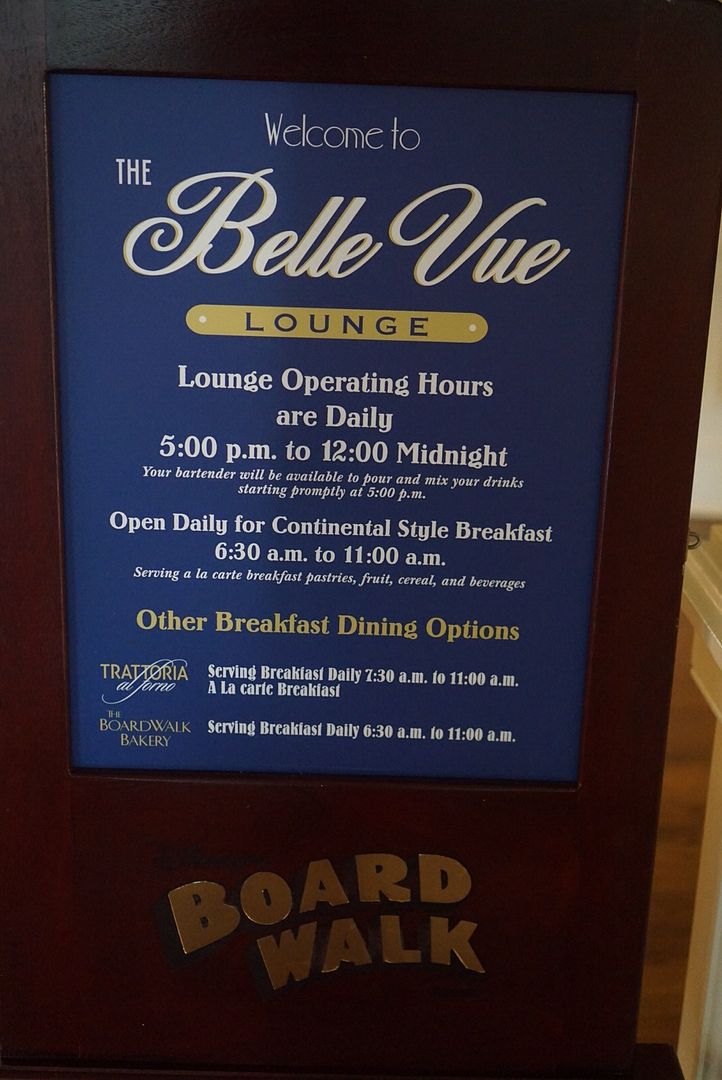 Welcome to
THE
Belle Vue
LOUNGE
Lounge Operating Hours
are Daily
5:00 p.m. to 12:00 Midnight
Your bartender will be available to pour and mix your drinks
starting promptly at 5:00 p.m.
Open Daily for Continental Style Breakfast
6:30 a.m. to 11:00 a.m.
Serving a la carte breakfast pastries, fruit, cereal, and beverages
Other Breakfast Dining Options
TRATTORIA
al forno
Serving Breakfast Daily 7:30 a.m. to 11:00 a.m.
A La carte Breakfast
THE
BOARDWALK
BAKERY
Serving Breakfast Daily 6:30 a.m. to 11:00 a.m.
BOARD
WALK